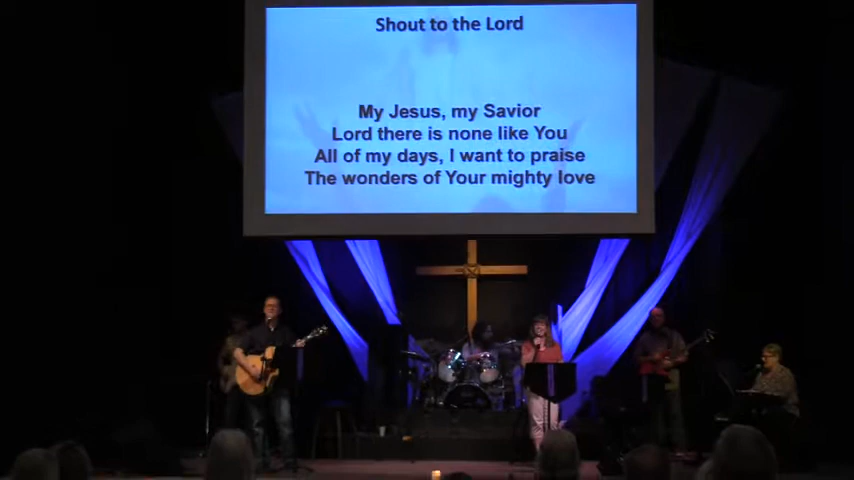 Shout to the Lord
My Jesus, my Savior
Lord there is none like You
All of my days, I want to praise
The wonders of Your mighty love